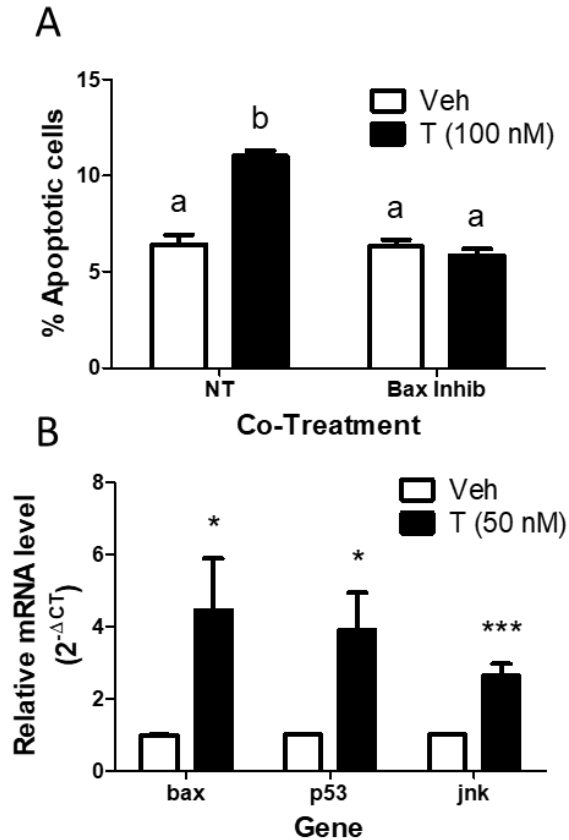 A
15
10
5
0
% Apoptotic cells
Veh
T (100 nM)
a
b
a
a
NT
Bax Inhib
Co-Treatment
B
8
6
4
2
0
Relative mRNA level
(2^-ΔCT)
Veh
T (50 nM)
*
*
***
bax
p53
jnk
Gene